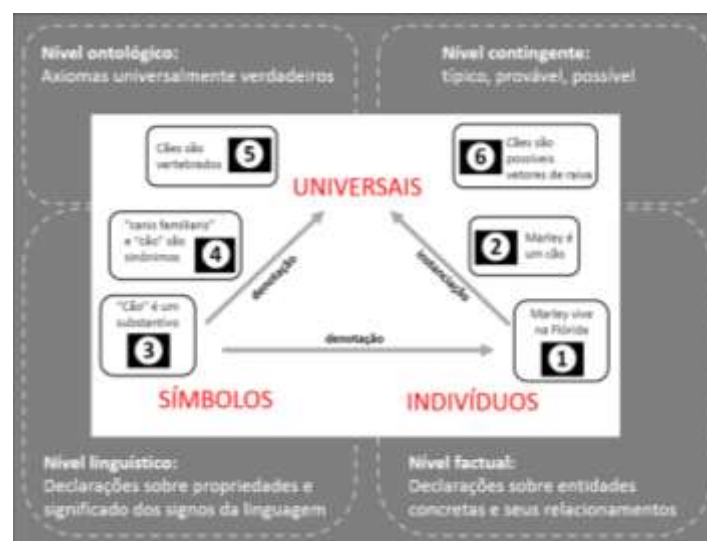 Nível ontológico:
Axiomas universalmente verdadeiros
Nível contingente:
típico, provável, possível
Cães são
vertebrados
5
6
Cães são
possíveis
vetores de raiva
UNIVERSAIS
"canis familiaris"
e "cão" são
sinônimos
4
2
Marley é
um cão
denotação
instanciação
"Cão" é um
substantivo
3
denotação
Marley vive
na Flórida
1
SÍMBOLOS
INDIVÍDUOS
Nível linguístico:
Declarações sobre propriedades e
significado dos signos da linguagem
Nível factual:
Declarações sobre entidades
concretas e seus relacionamentos